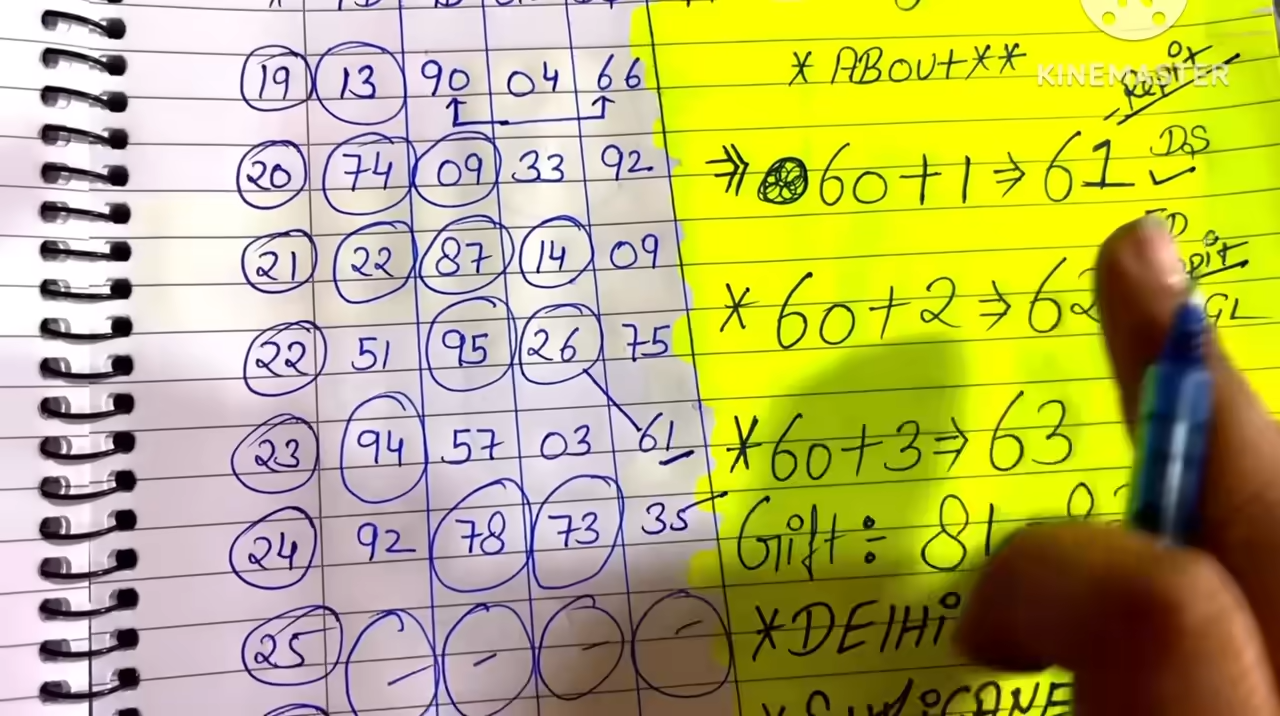 19 13 90 04 66
20 74 09 33 92
21 22 87 14 09
22 51 95 26 75
23 94 57 03 61
24 92 78 73 35
25 - - - -
*ABOUT**
KINEMASTER
Repit
60+1⇒61 DS
* 60+2⇒62
GL
*60+3⇒63
Gift÷ 81
*DElHi